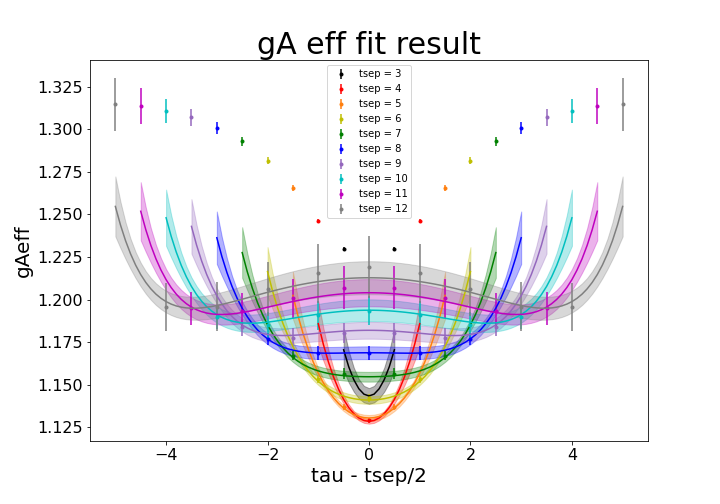 gA eff fit result
tsep = 3
tsep = 4
tsep = 5
tsep = 6
tsep = 7
tsep = 8
tsep = 9
tsep = 10
tsep = 11
tsep = 12
1.325
1.300
1.275
1.250
1.225
1.200
1.175
1.150
1.125
gAeff
−4 −2 0 2 4
tau - tsep/2